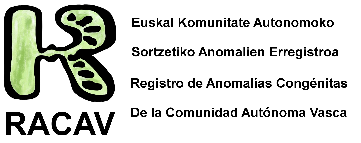 Euskal Komunitate Autonomoko
Sortzetiko Anomalien Erregistroa
Registro de Anomalías Congénitas
De la Comunidad Autónoma Vasca
RACAV